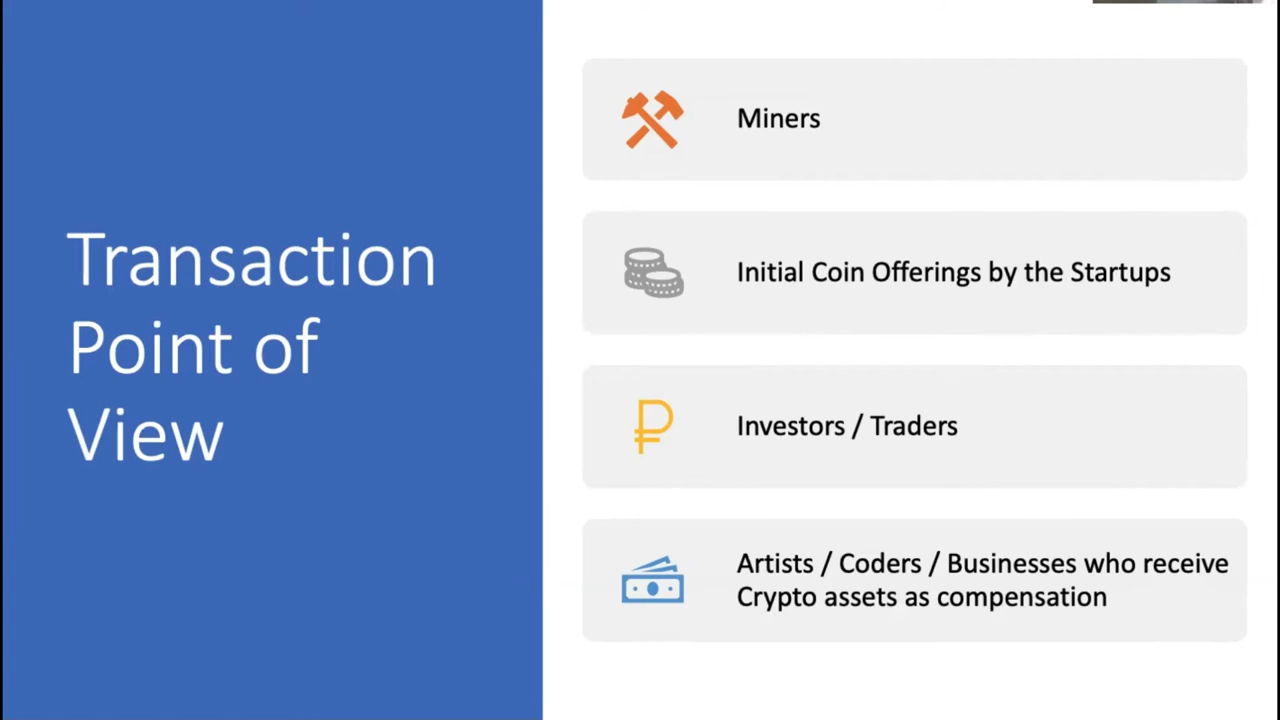 Transaction
Point of
View
Miners
Initial Coin Offerings by the Startups
Investors / Traders
Artists / Coders / Businesses who receive
Crypto assets as compensation